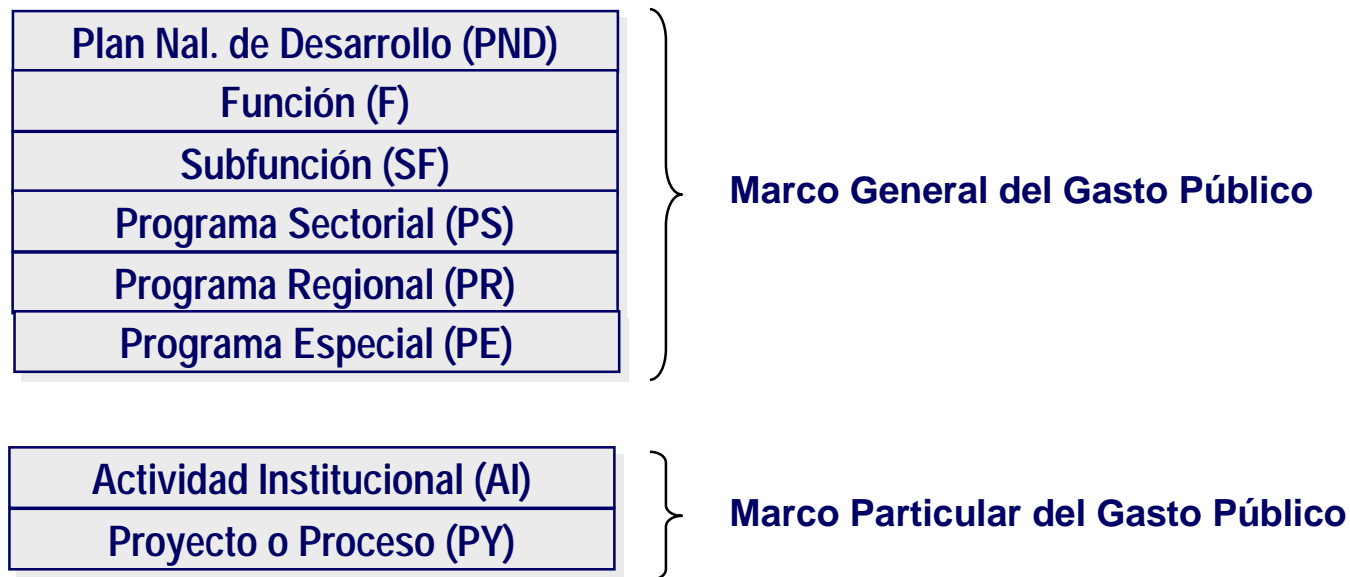 Plan Nal. de Desarrollo (PND)
Función (F)
Subfunción (SF)
Programa Sectorial (PS)
Programa Regional (PR)
Programa Especial (PE)
Marco General del Gasto Público
Actividad Institucional (AI)
Proyecto o Proceso (PY)
Marco Particular del Gasto Público